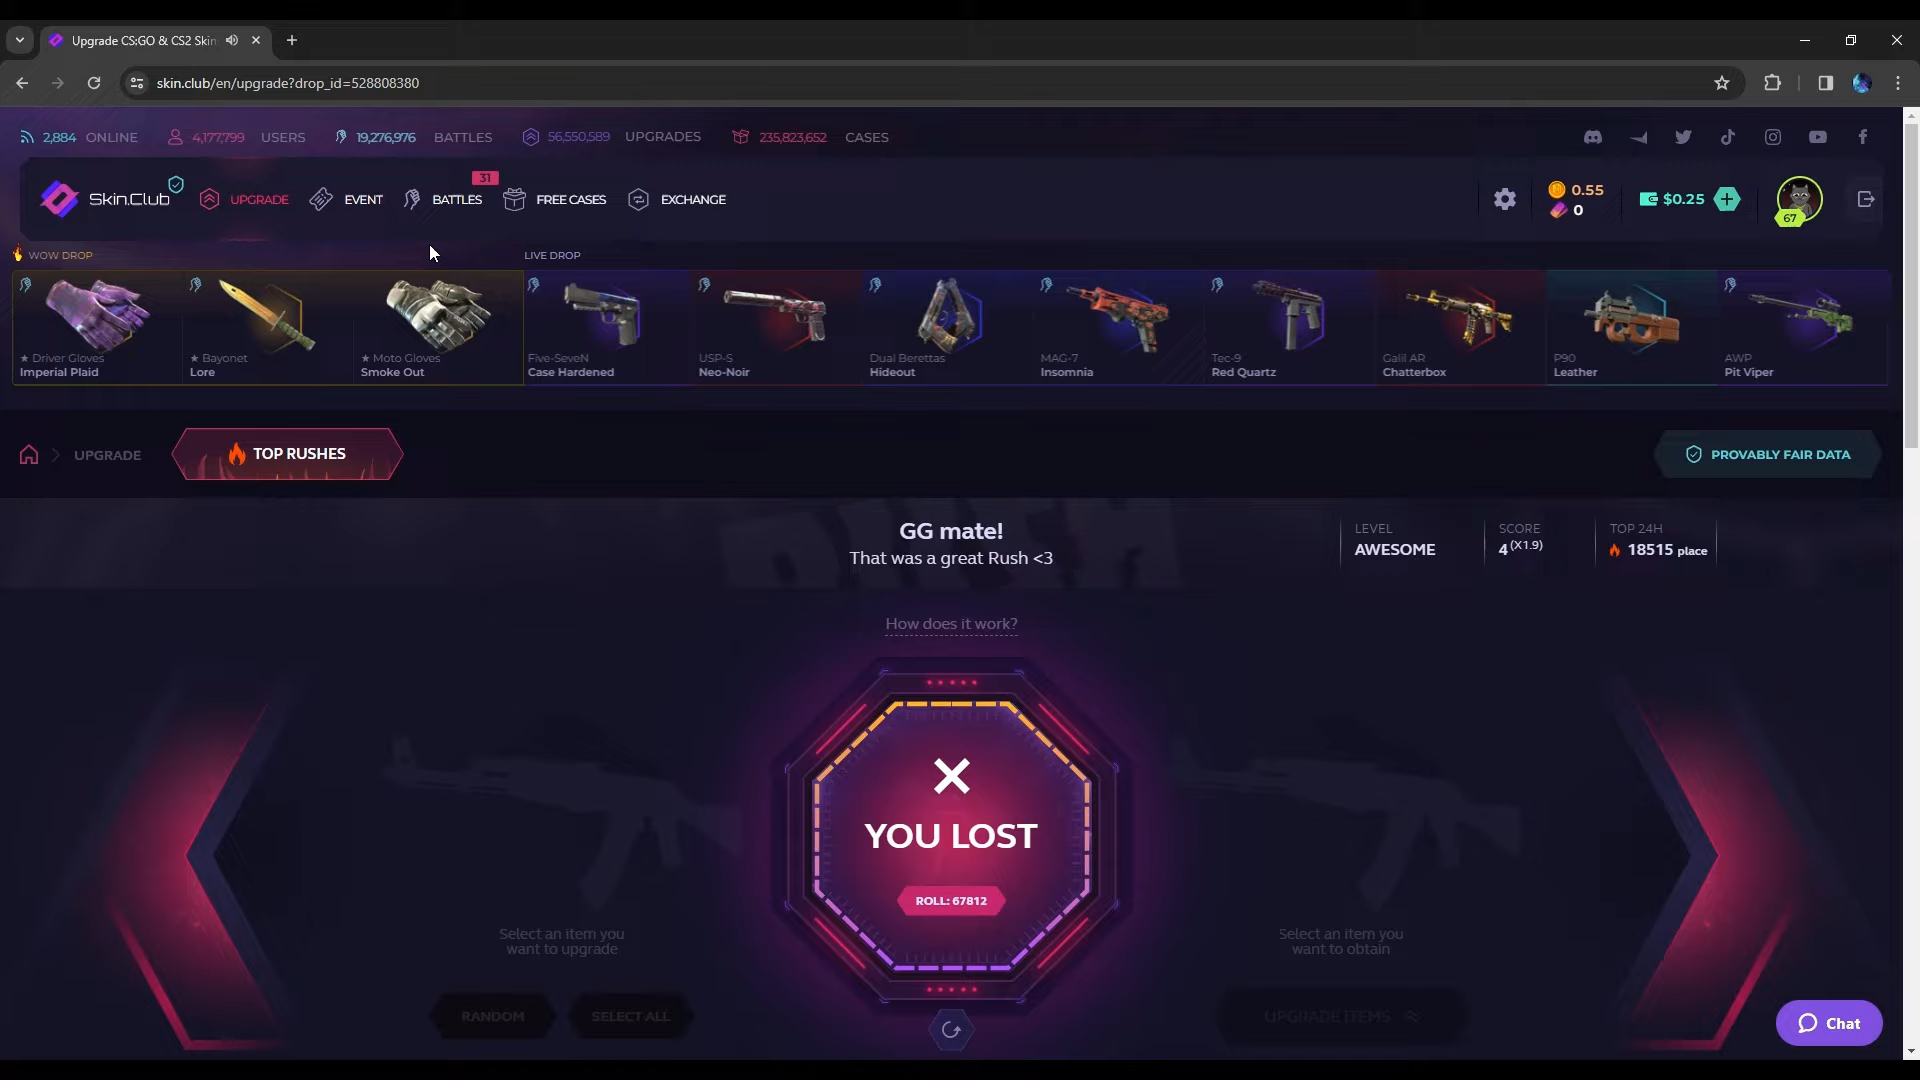 Upgrade CS:GO & CS2 Skin
skin.club/en/upgrade?drop_id=528808380
2,884 ONLINE 4,177,799 USERS 19,276,976 BATTLES 56,550,589 UPGRADES 235,823,652 CASES
Skin.Club UPGRADE EVENT BATTLES 31 FREE CASES EXCHANGE
0.55
0
$0.25
67
WOW DROP LIVE DROP
★ Driver Gloves
Imperial Plaid
★ Bayonet
Lore
★ Moto Gloves
Smoke Out
Five-SeveN
Case Hardened
USP-S
Neo-Noir
Dual Berettas
Hideout
MAG-7
Insomnia
Tec-9
Red Quartz
Galil AR
Chatterbox
P90
Leather
AWP
Pit Viper
UPGRADE
TOP RUSHES
PROVABLY FAIR DATA
GG mate!
That was a great Rush <3
LEVEL
AWESOME
SCORE
4 (X1.9)
TOP 24H
18515 place
How does it work?
YOU LOST
ROLL: 67812
Select an item you
want to upgrade
Select an item you
want to obtain
RANDOM
SELECT ALL
UPGRADE ITEMS
Chat